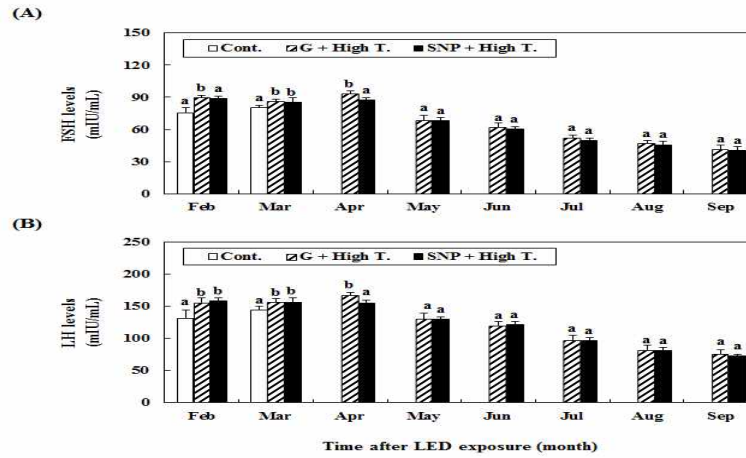 (A)
150
120
90
60
30
0
FSH levels
(mIU/mL)
Cont. G + High T. SNP + High T.
a b a a b b b a a a a a a a a a a a
Feb Mar Apr May Jun Jul Aug Sep
(B)
250
200
150
100
50
0
LH levels
(mIU/mL)
Cont. G + High T. SNP + High T.
a b b a b b b a a a a a a a a a a a
Feb Mar Apr May Jun Jul Aug Sep
Time after LED exposure (month)